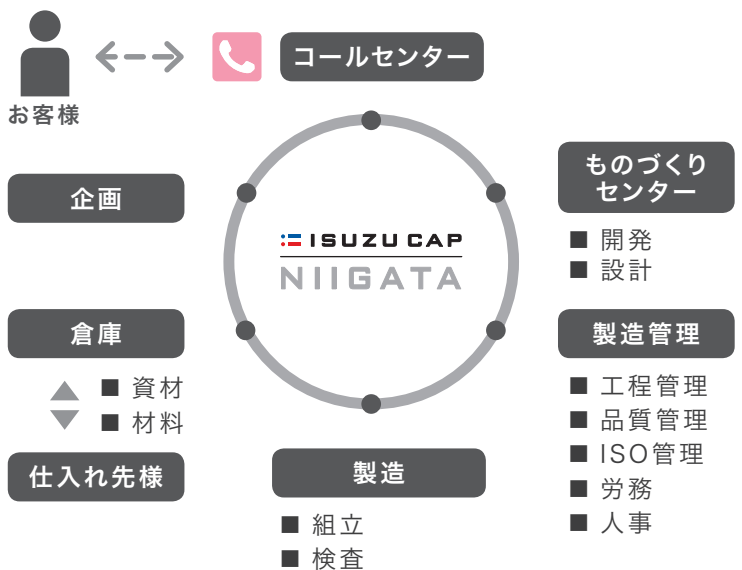 お客様
コールセンター
企画
ものづくり
センター
■ 開発
■ 設計
ISUZU CAP
NIIGATA
倉庫
■ 資材
■ 材料
仕入れ先様
製造管理
■ 工程管理
■ 品質管理
■ ISO管理
■ 労務
■ 人事
製造
■ 組立
■ 検査